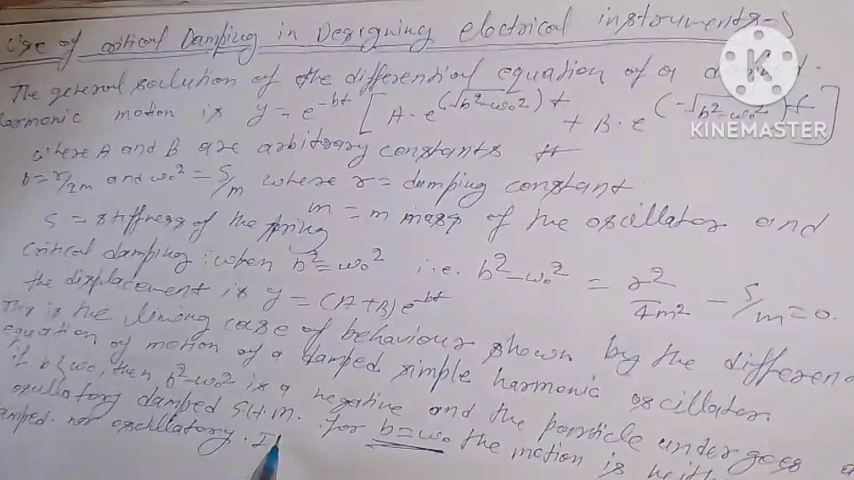 Use of critical Damping in Designing electrical instruments -
The general solution of the differential equation of a
harmonic motion is y = e^-bt [ A . e^(√b²-ω₀²)t + B . e^(-√b²-ω₀²)t ]
where A and B are arbitrary constants
b = r/2m and ω₀² = S/m where r = damping constant
m = m mass of the oscillator and
S = stiffness of the spring
critical damping : when b² = ω₀² i.e. b² - ω₀² = r²/4m² - S/m = 0.
the displacement is y = (A+B) e^-bt
This is the case of behaviour shown by the differen
equation of motion of a damped simple harmonic oscillator.
if b < ω₀, then b² - ω₀² is a negative and the particle undergoes a
oscillatory damped S.H.M. for b = ω₀ the motion is
amped nor oscillatory. I
KINEMASTER